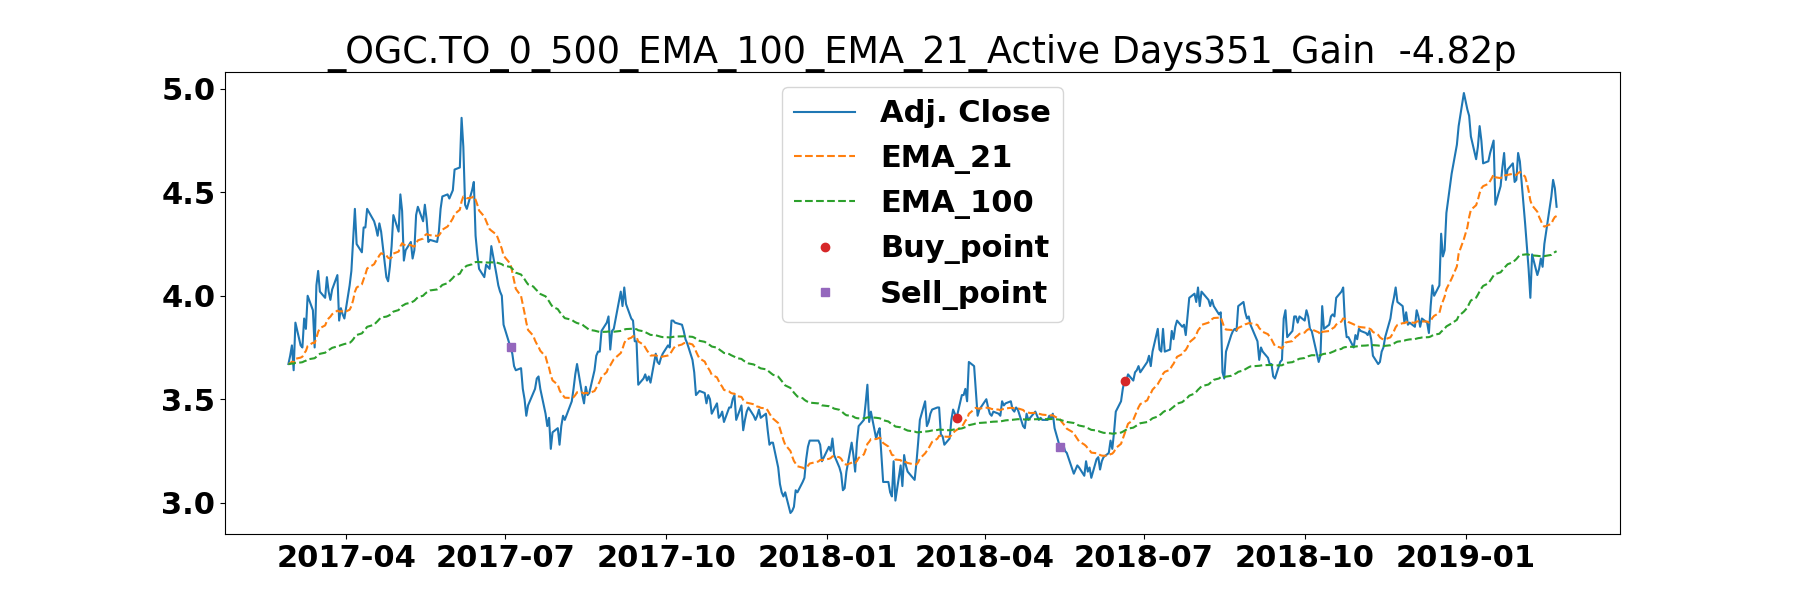 _OGC.TO_0_500_EMA_100_EMA_21_Active Days351_Gain  -4.82p
5.0
4.5
4.0
3.5
3.0
Adj. Close
EMA_21
EMA_100
Buy_point
Sell_point
2017-04 2017-07 2017-10 2018-01 2018-04 2018-07 2018-10 2019-01